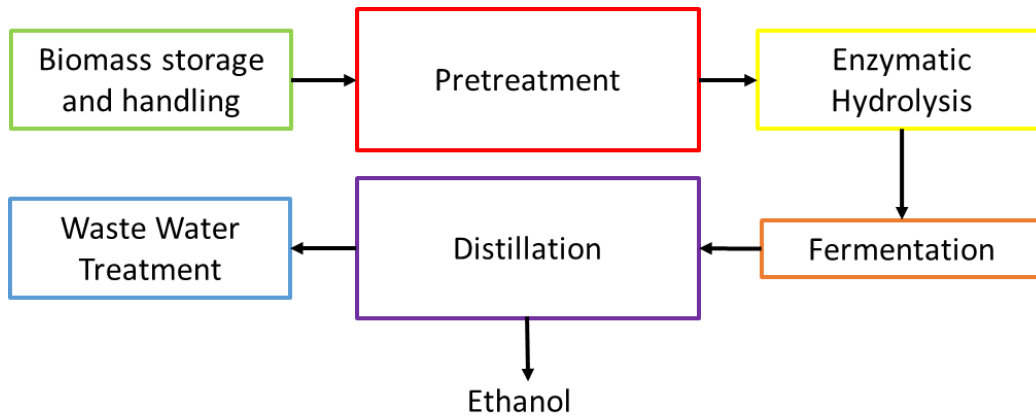 Biomass storage
and handling
Pretreatment
Enzymatic
Hydrolysis
Waste Water
Treatment
Distillation
Fermentation
Ethanol